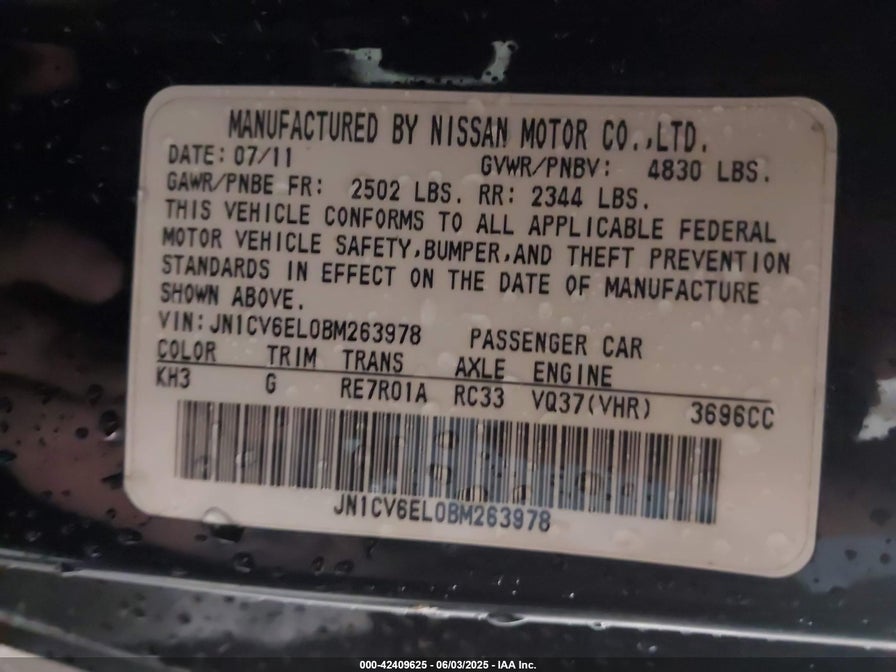 MANUFACTURED BY NISSAN MOTOR CO.,LTD.
DATE: 07/11 GVWR/PNBV: 4830 LBS.
GAWR/PNBE FR: 2502 LBS. RR: 2344 LBS.
THIS VEHICLE CONFORMS TO ALL APPLICABLE FEDERAL
MOTOR VEHICLE SAFETY,BUMPER,AND THEFT PREVENTION
STANDARDS IN EFFECT ON THE DATE OF MANUFACTURE
SHOWN ABOVE.
VIN:JN1CV6EL0BM263978 PASSENGER CAR
COLOR TRIM TRANS AXLE ENGINE
KH3 G RE7R01A RC33 VQ37(VHR) 3696CC
JN1CV6EL0BM263978
000-42409625 - 06/03/2025 - IAA Inc.